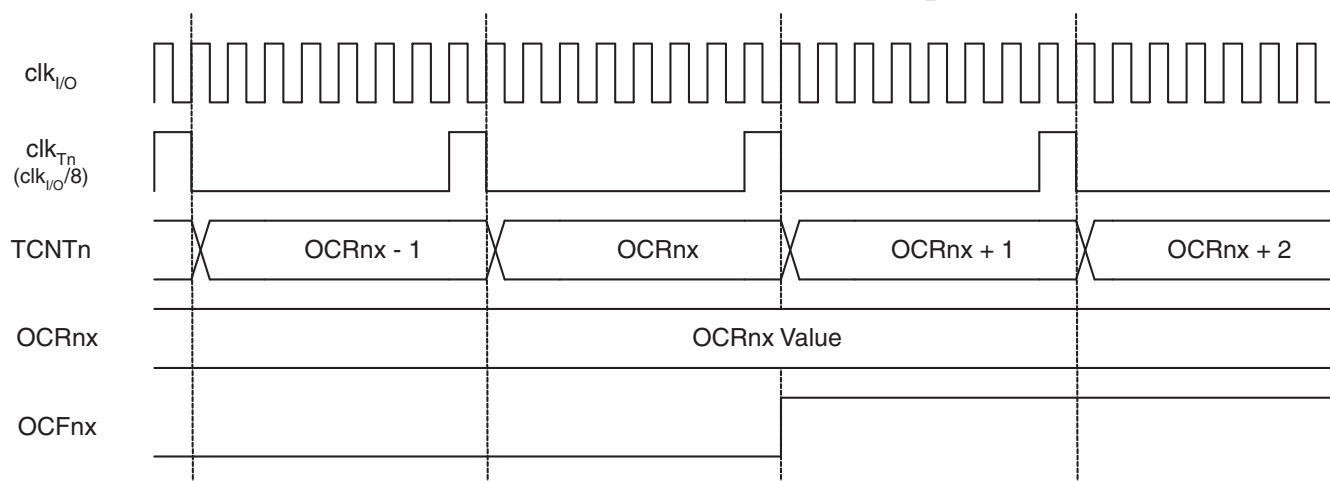 clkI/O
clkTn
(clkI/O/8)
TCNTn
OCRnx - 1
OCRnx
OCRnx + 1
OCRnx + 2
OCRnx
OCRnx Value
OCFnx